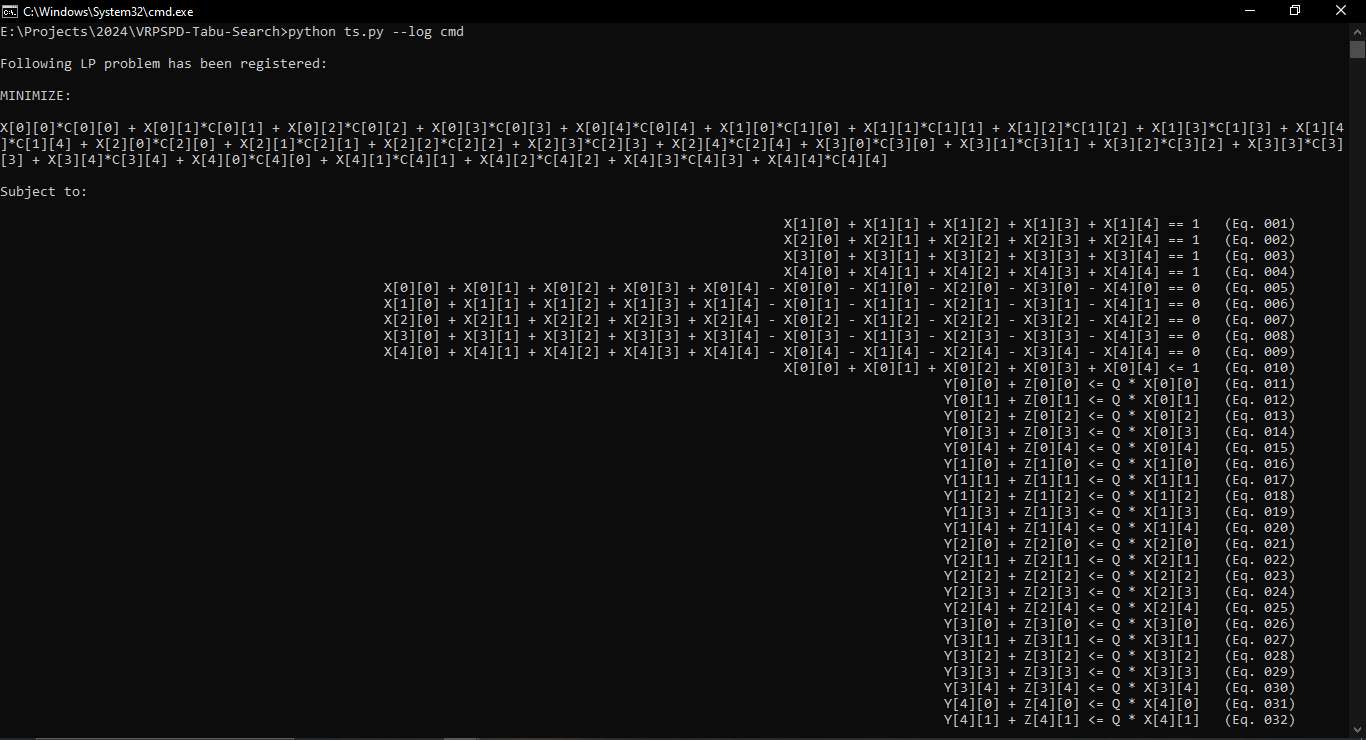 C:\Windows\System32\cmd.exe
E:\Projects\2024\VRPSPD-Tabu-Search>python ts.py --log cmd
Following LP problem has been registered:
MINIMIZE:
X[0][0]*C[0][0] + X[0][1]*C[0][1] + X[0][2]*C[0][2] + X[0][3]*C[0][3] + X[0][4]*C[0][4] + X[1][0]*C[1][0] + X[1][1]*C[1][1] + X[1][2]*C[1][2] + X[1][3]*C[1][3] + X[1][4
]*C[1][4] + X[2][0]*C[2][0] + X[2][1]*C[2][1] + X[2][2]*C[2][2] + X[2][3]*C[2][3] + X[2][4]*C[2][4] + X[3][0]*C[3][0] + X[3][1]*C[3][1] + X[3][2]*C[3][2] + X[3][3]*C[3]
[3] + X[3][4]*C[3][4] + X[4][0]*C[4][0] + X[4][1]*C[4][1] + X[4][2]*C[4][2] + X[4][3]*C[4][3] + X[4][4]*C[4][4]
Subject to:
X[1][0] + X[1][1] + X[1][2] + X[1][3] + X[1][4] == 1 (Eq. 001)
X[2][0] + X[2][1] + X[2][2] + X[2][3] + X[2][4] == 1 (Eq. 002)
X[3][0] + X[3][1] + X[3][2] + X[3][3] + X[3][4] == 1 (Eq. 003)
X[4][0] + X[4][1] + X[4][2] + X[4][3] + X[4][4] == 1 (Eq. 004)
X[0][0] + X[0][1] + X[0][2] + X[0][3] + X[0][4] - X[0][0] - X[1][0] - X[2][0] - X[3][0] - X[4][0] == 0 (Eq. 005)
X[1][0] + X[1][1] + X[1][2] + X[1][3] + X[1][4] - X[0][1] - X[1][1] - X[2][1] - X[3][1] - X[4][1] == 0 (Eq. 006)
X[2][0] + X[2][1] + X[2][2] + X[2][3] + X[2][4] - X[0][2] - X[1][2] - X[2][2] - X[3][2] - X[4][2] == 0 (Eq. 007)
X[3][0] + X[3][1] + X[3][2] + X[3][3] + X[3][4] - X[0][3] - X[1][3] - X[2][3] - X[3][3] - X[4][3] == 0 (Eq. 008)
X[4][0] + X[4][1] + X[4][2] + X[4][3] + X[4][4] - X[0][4] - X[1][4] - X[2][4] - X[3][4] - X[4][4] == 0 (Eq. 009)
X[0][0] + X[0][1] + X[0][2] + X[0][3] + X[0][4] <= 1 (Eq. 010)
Y[0][0] + Z[0][0] <= Q * X[0][0] (Eq. 011)
Y[0][1] + Z[0][1] <= Q * X[0][1] (Eq. 012)
Y[0][2] + Z[0][2] <= Q * X[0][2] (Eq. 013)
Y[0][3] + Z[0][3] <= Q * X[0][3] (Eq. 014)
Y[0][4] + Z[0][4] <= Q * X[0][4] (Eq. 015)
Y[1][0] + Z[1][0] <= Q * X[1][0] (Eq. 016)
Y[1][1] + Z[1][1] <= Q * X[1][1] (Eq. 017)
Y[1][2] + Z[1][2] <= Q * X[1][2] (Eq. 018)
Y[1][3] + Z[1][3] <= Q * X[1][3] (Eq. 019)
Y[1][4] + Z[1][4] <= Q * X[1][4] (Eq. 020)
Y[2][0] + Z[2][0] <= Q * X[2][0] (Eq. 021)
Y[2][1] + Z[2][1] <= Q * X[2][1] (Eq. 022)
Y[2][2] + Z[2][2] <= Q * X[2][2] (Eq. 023)
Y[2][3] + Z[2][3] <= Q * X[2][3] (Eq. 024)
Y[2][4] + Z[2][4] <= Q * X[2][4] (Eq. 025)
Y[3][0] + Z[3][0] <= Q * X[3][0] (Eq. 026)
Y[3][1] + Z[3][1] <= Q * X[3][1] (Eq. 027)
Y[3][2] + Z[3][2] <= Q * X[3][2] (Eq. 028)
Y[3][3] + Z[3][3] <= Q * X[3][3] (Eq. 029)
Y[3][4] + Z[3][4] <= Q * X[3][4] (Eq. 030)
Y[4][0] + Z[4][0] <= Q * X[4][0] (Eq. 031)
Y[4][1] + Z[4][1] <= Q * X[4][1] (Eq. 032)